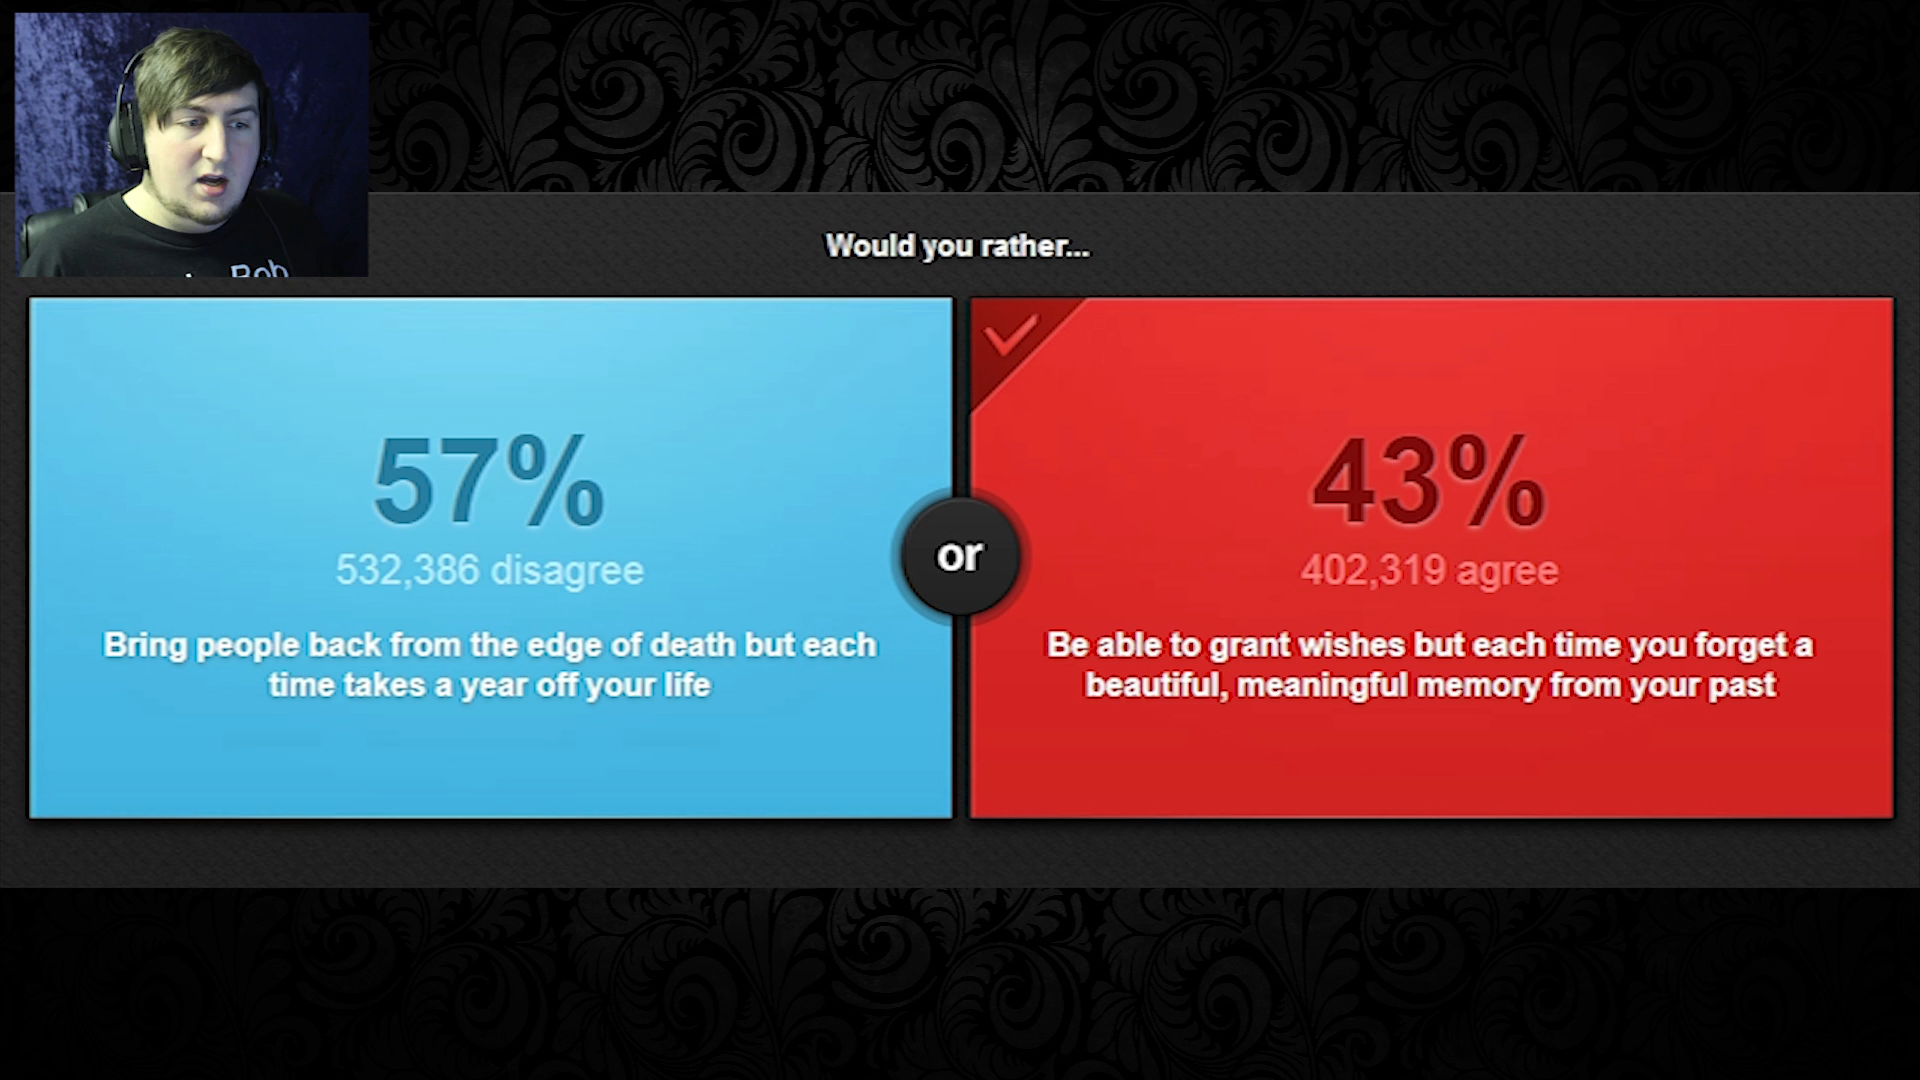 Bob
Would you rather...
57%
532,386 disagree
Bring people back from the edge of death but each
time takes a year off your life
or
43%
402,319 agree
Be able to grant wishes but each time you forget a
beautiful, meaningful memory from your past